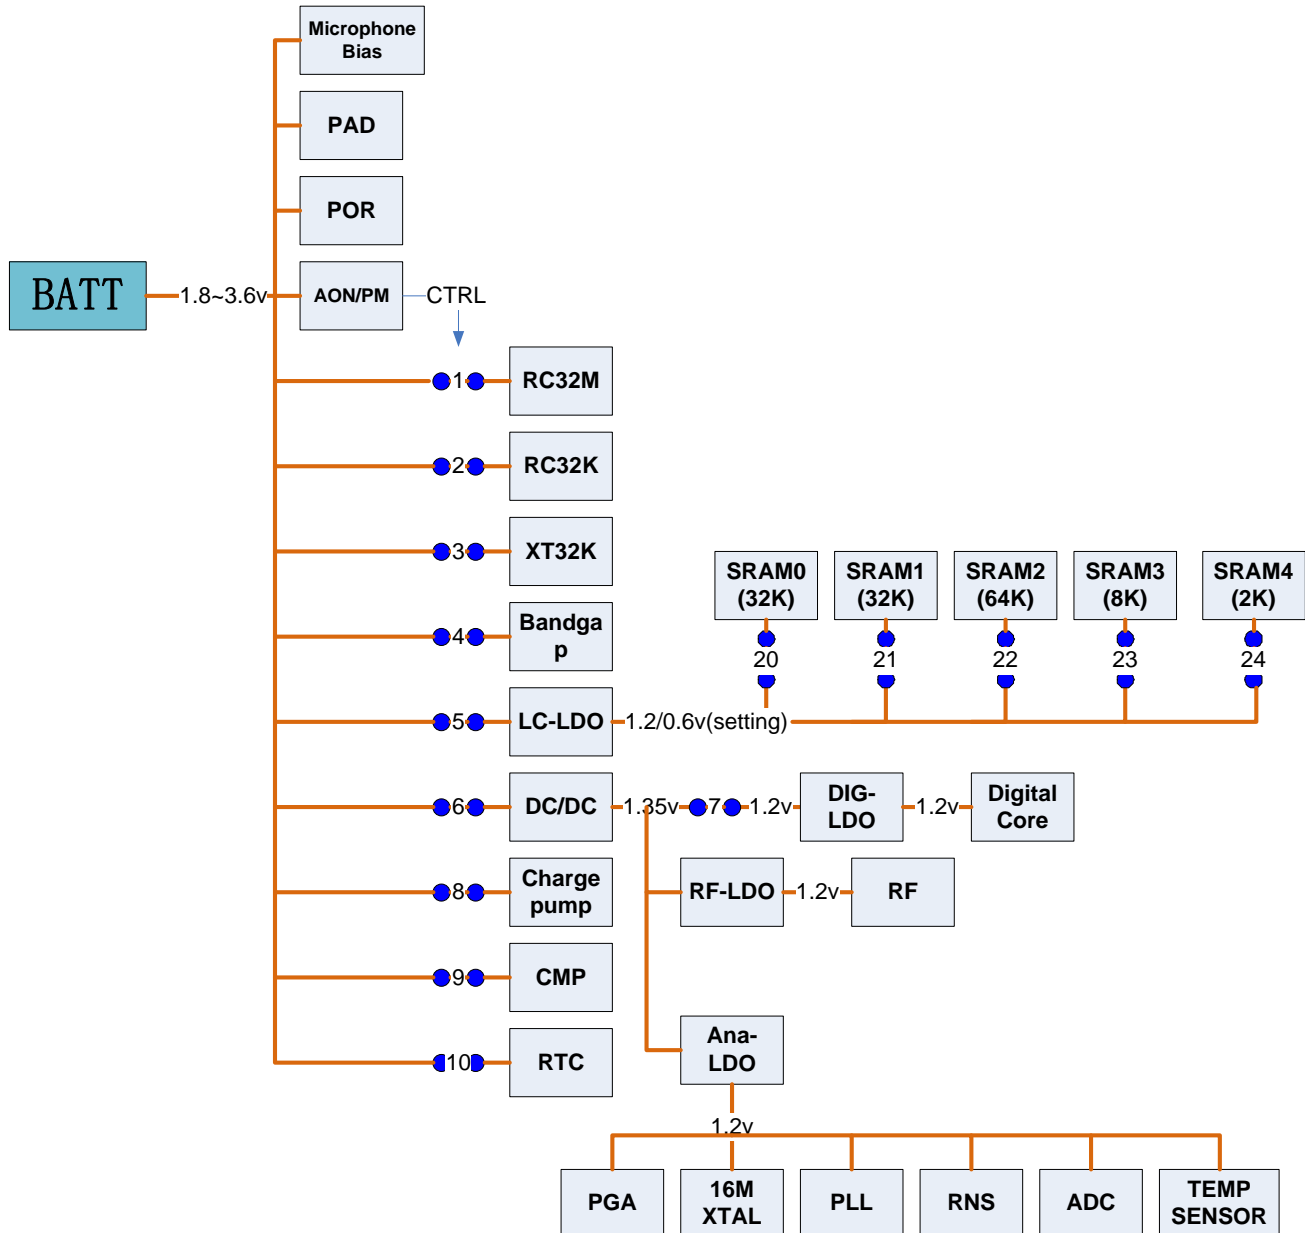 Microphone
Bias
PAD
POR
BATT
1.8~3.6v
AON/PM
CTRL
1
RC32M
2
RC32K
3
XT32K
SRAM0
(32K)
SRAM1
(32K)
SRAM2
(64K)
SRAM3
(8K)
SRAM4
(2K)
4
Bandga
p
20
21
22
23
24
5
LC-LDO
1.2/0.6v(setting)
6
DC/DC
1.35v
7
1.2v
DIG-
LDO
1.2v
Digital
Core
8
Charge
pump
RF-LDO
1.2v
RF
9
CMP
10
RTC
Ana-
LDO
1.2v
PGA
16M
XTAL
PLL
RNS
ADC
TEMP
SENSOR